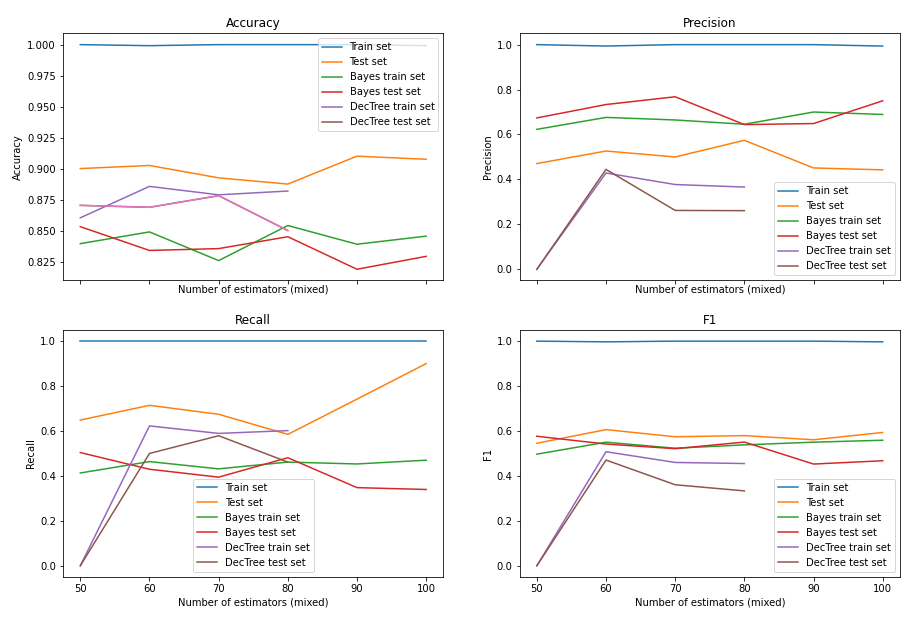 Accuracy
Accuracy
1.000
0.975
0.950
0.925
0.900
0.875
0.850
0.825
Train set
Test set
Bayes train set
Bayes test set
DecTree train set
DecTree test set
Number of estimators (mixed)
Precision
Precision
1.0
0.8
0.6
0.4
0.2
0.0
Train set
Test set
Bayes train set
Bayes test set
DecTree train set
DecTree test set
Number of estimators (mixed)
Recall
Recall
1.0
0.8
0.6
0.4
0.2
0.0
Train set
Test set
Bayes train set
Bayes test set
DecTree train set
DecTree test set
50 60 70 80 90 100
Number of estimators (mixed)
F1
F1
1.0
0.8
0.6
0.4
0.2
0.0
Train set
Test set
Bayes train set
Bayes test set
DecTree train set
DecTree test set
50 60 70 80 90 100
Number of estimators (mixed)